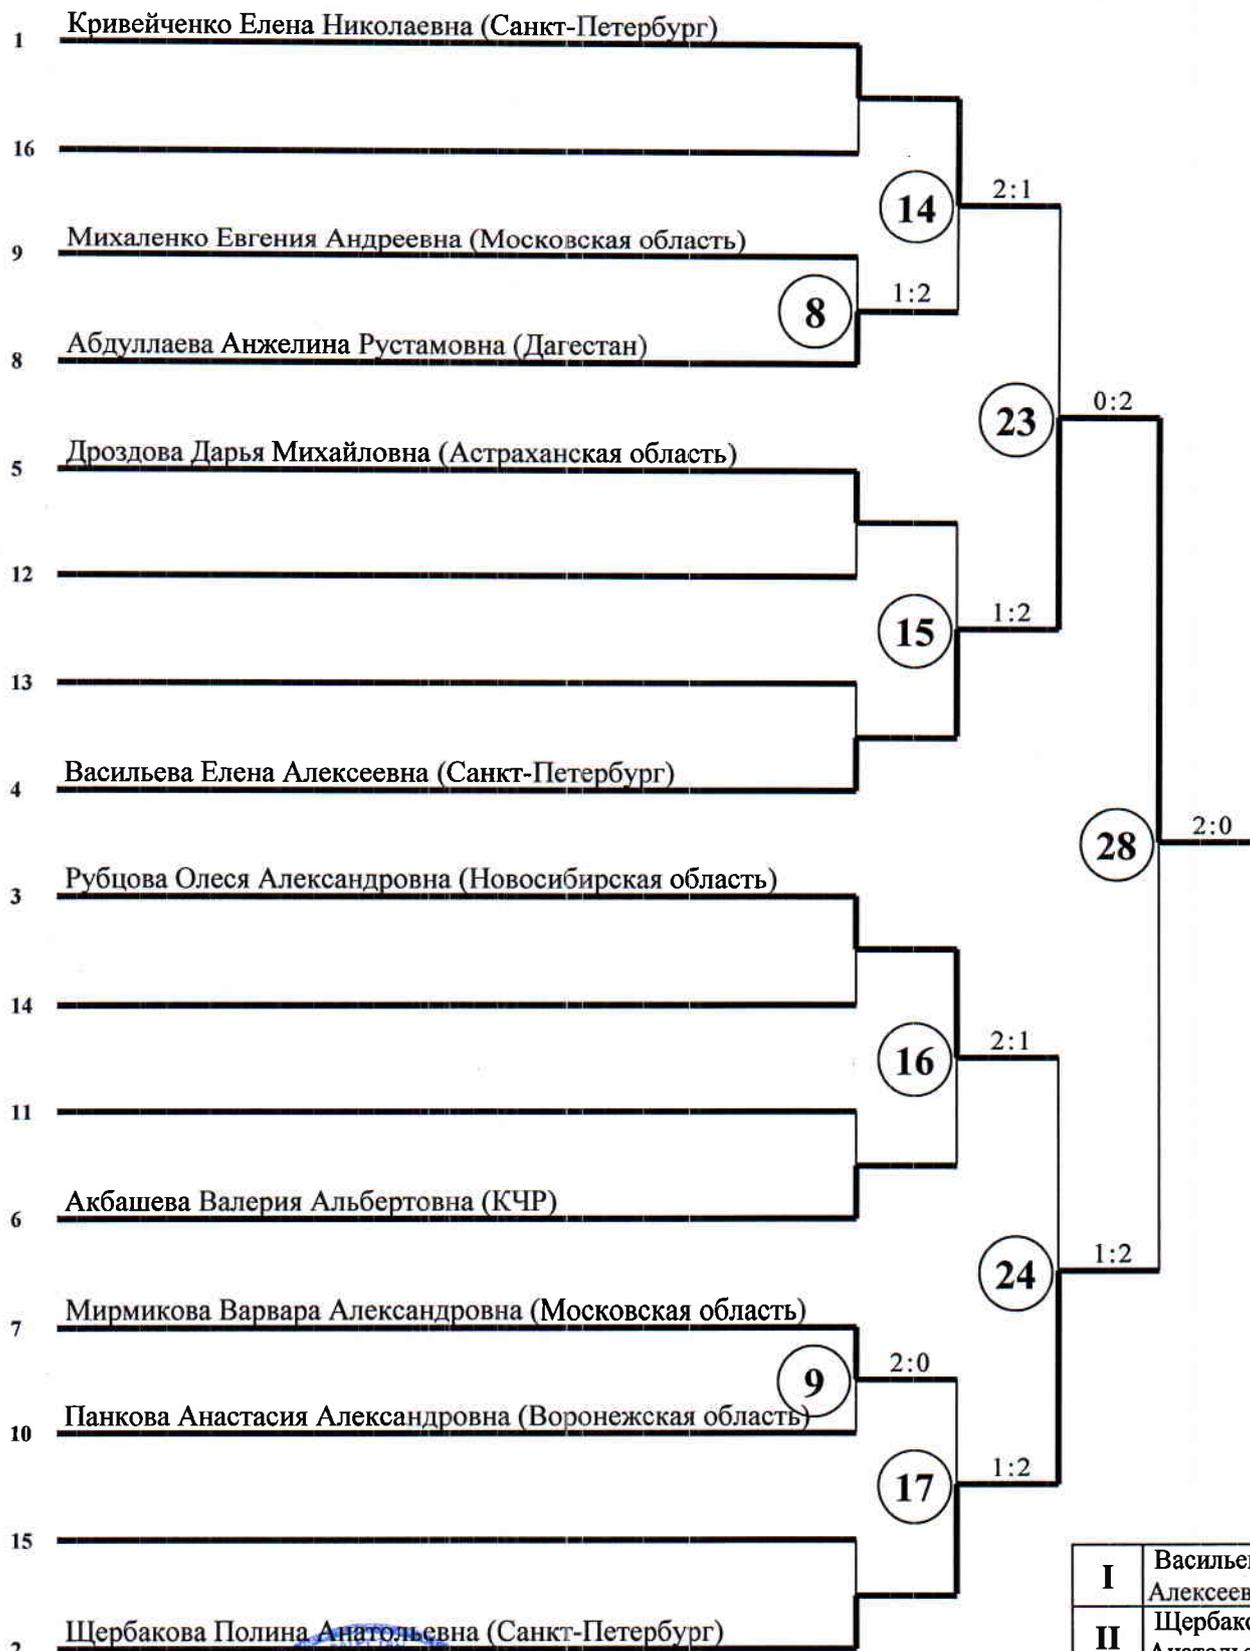 Кривейченко Елена Николаевна (Санкт-Петербург)
1
16
14
2:1
Михаленко Евгения Андреевна (Московская область)
9
8
1:2
Абдуллаева Анжелина Рустамовна (Дагестан)
8
23
0:2
Дроздова Дарья Михайловна (Астраханская область)
5
12
15
1:2
13
Васильева Елена Алексеевна (Санкт-Петербург)
4
28
2:0
Рубцова Олеся Александровна (Новосибирская область)
3
14
16
2:1
11
Акбашева Валерия Альбертовна (КЧР)
6
24
1:2
Мирмикова Варвара Александровна (Московская область)
7
9
2:0
Панкова Анастасия Александровна (Воронежская область)
10
17
1:2
15
I
Щербакова Полина Анатольевна (Санкт-Петербург)
2
II